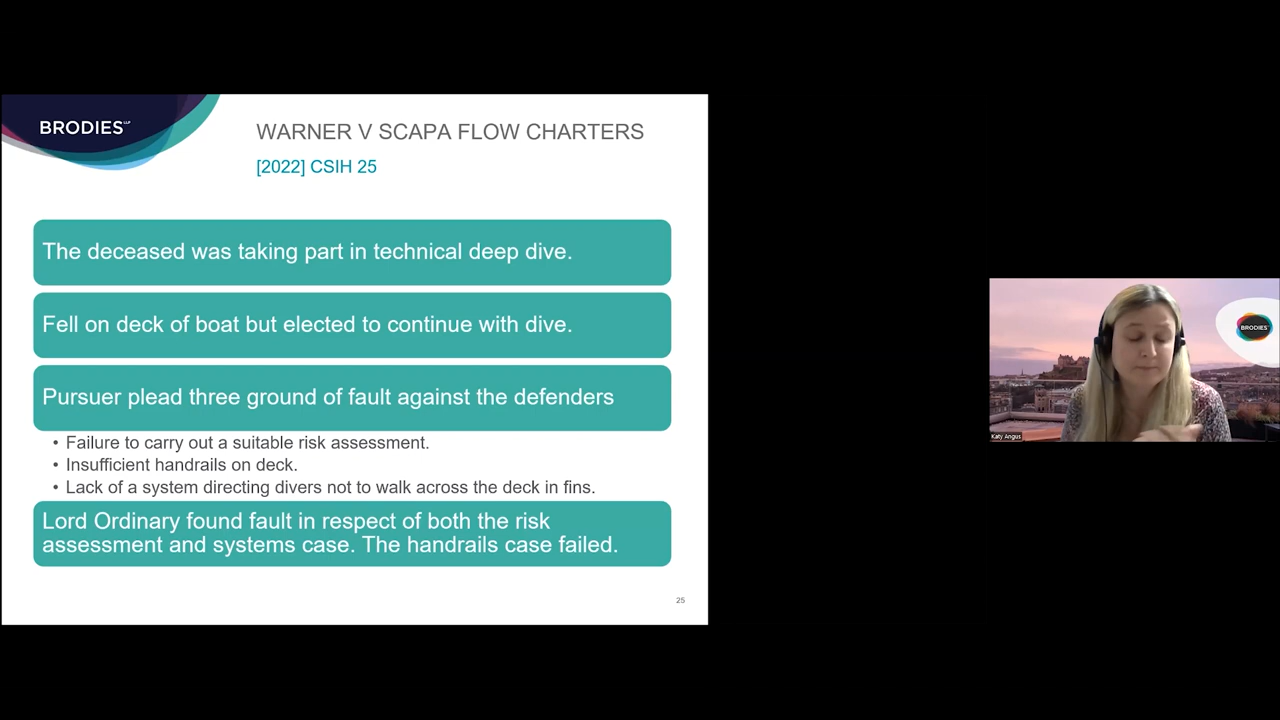 BRODIES LLP
WARNER V SCAPA FLOW CHARTERS
[2022] CSIH 25
The deceased was taking part in technical deep dive.
Fell on deck of boat but elected to continue with dive.
Pursuer plead three ground of fault against the defenders
• Failure to carry out a suitable risk assessment.
• Insufficient handrails on deck.
• Lack of a system directing divers not to walk across the deck in fins.
Lord Ordinary found fault in respect of both the risk
assessment and systems case. The handrails case failed.
25
BRODIES
Katy Angus